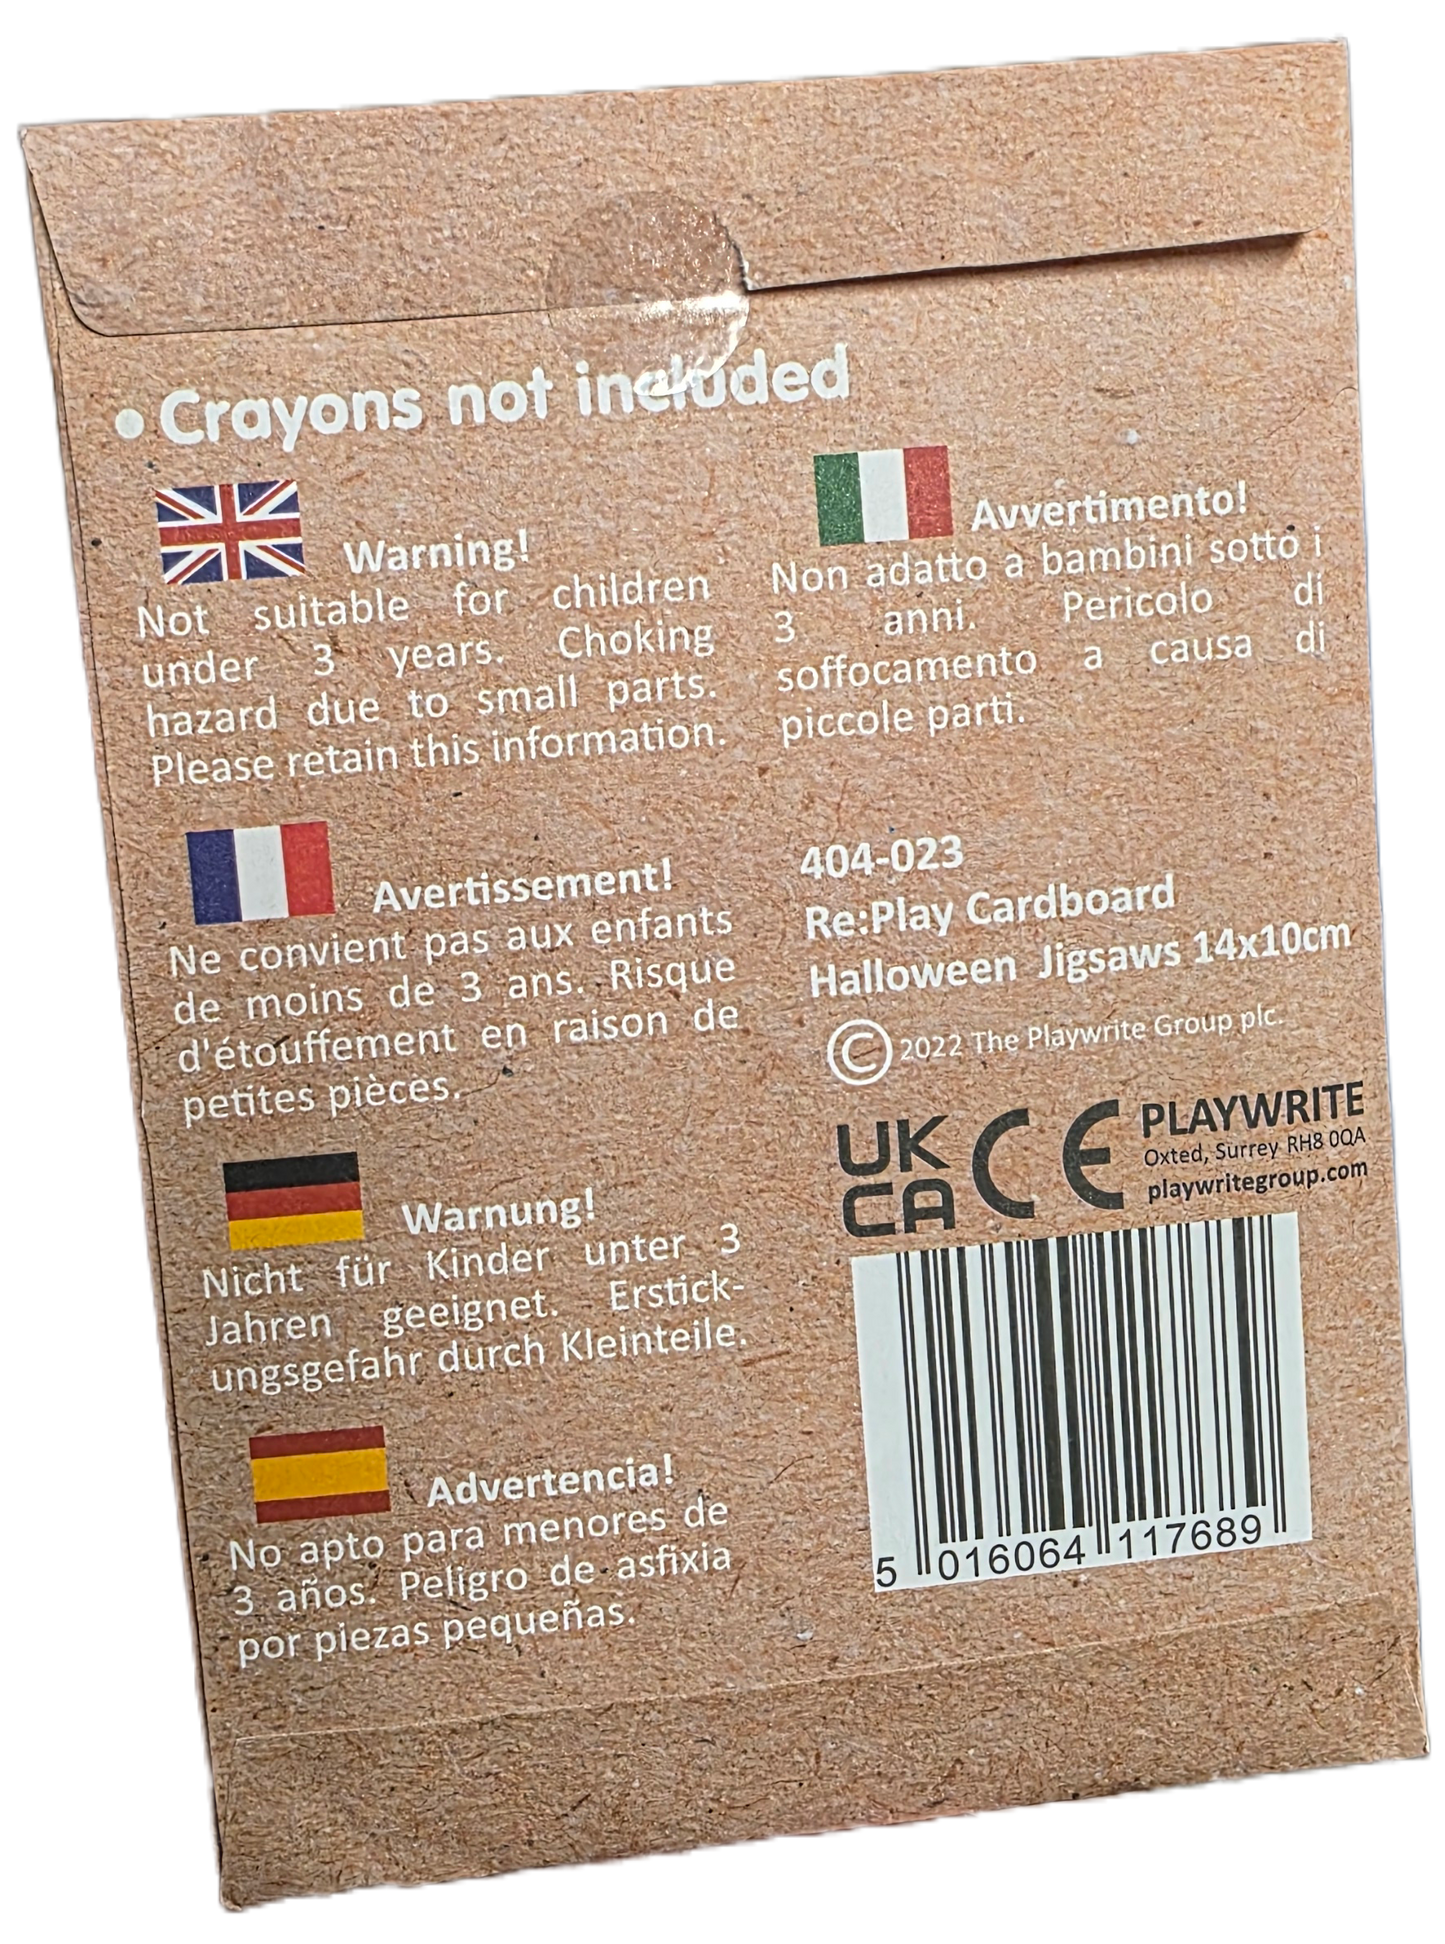 • Crayons not included
Warning!
Not suitable for children
under 3 years. Choking
hazard due to small parts.
Please retain this information.
Avertissement!
Ne convient pas aux enfants
de moins de 3 ans. Risque
d'étouffement en raison de
petites pièces.
Warnung!
Nicht für Kinder unter 3
Jahren geeignet. Erstick-
ungsgefahr durch Kleinteile.
Advertencia!
No apto para menores de
3 años. Peligro de asfixia
por piezas pequeñas.
Avvertimento!
Non adatto a bambini sotto i
3 anni. Pericolo di
soffocamento a causa di
piccole parti.
404-023
Re:Play Cardboard
Halloween Jigsaws 14x10cm
© 2022 The Playwrite Group plc.
UK
CA
CE
PLAYWRITE
Oxted, Surrey RH8 0QA
playwritegroup.com
5 016064 117689